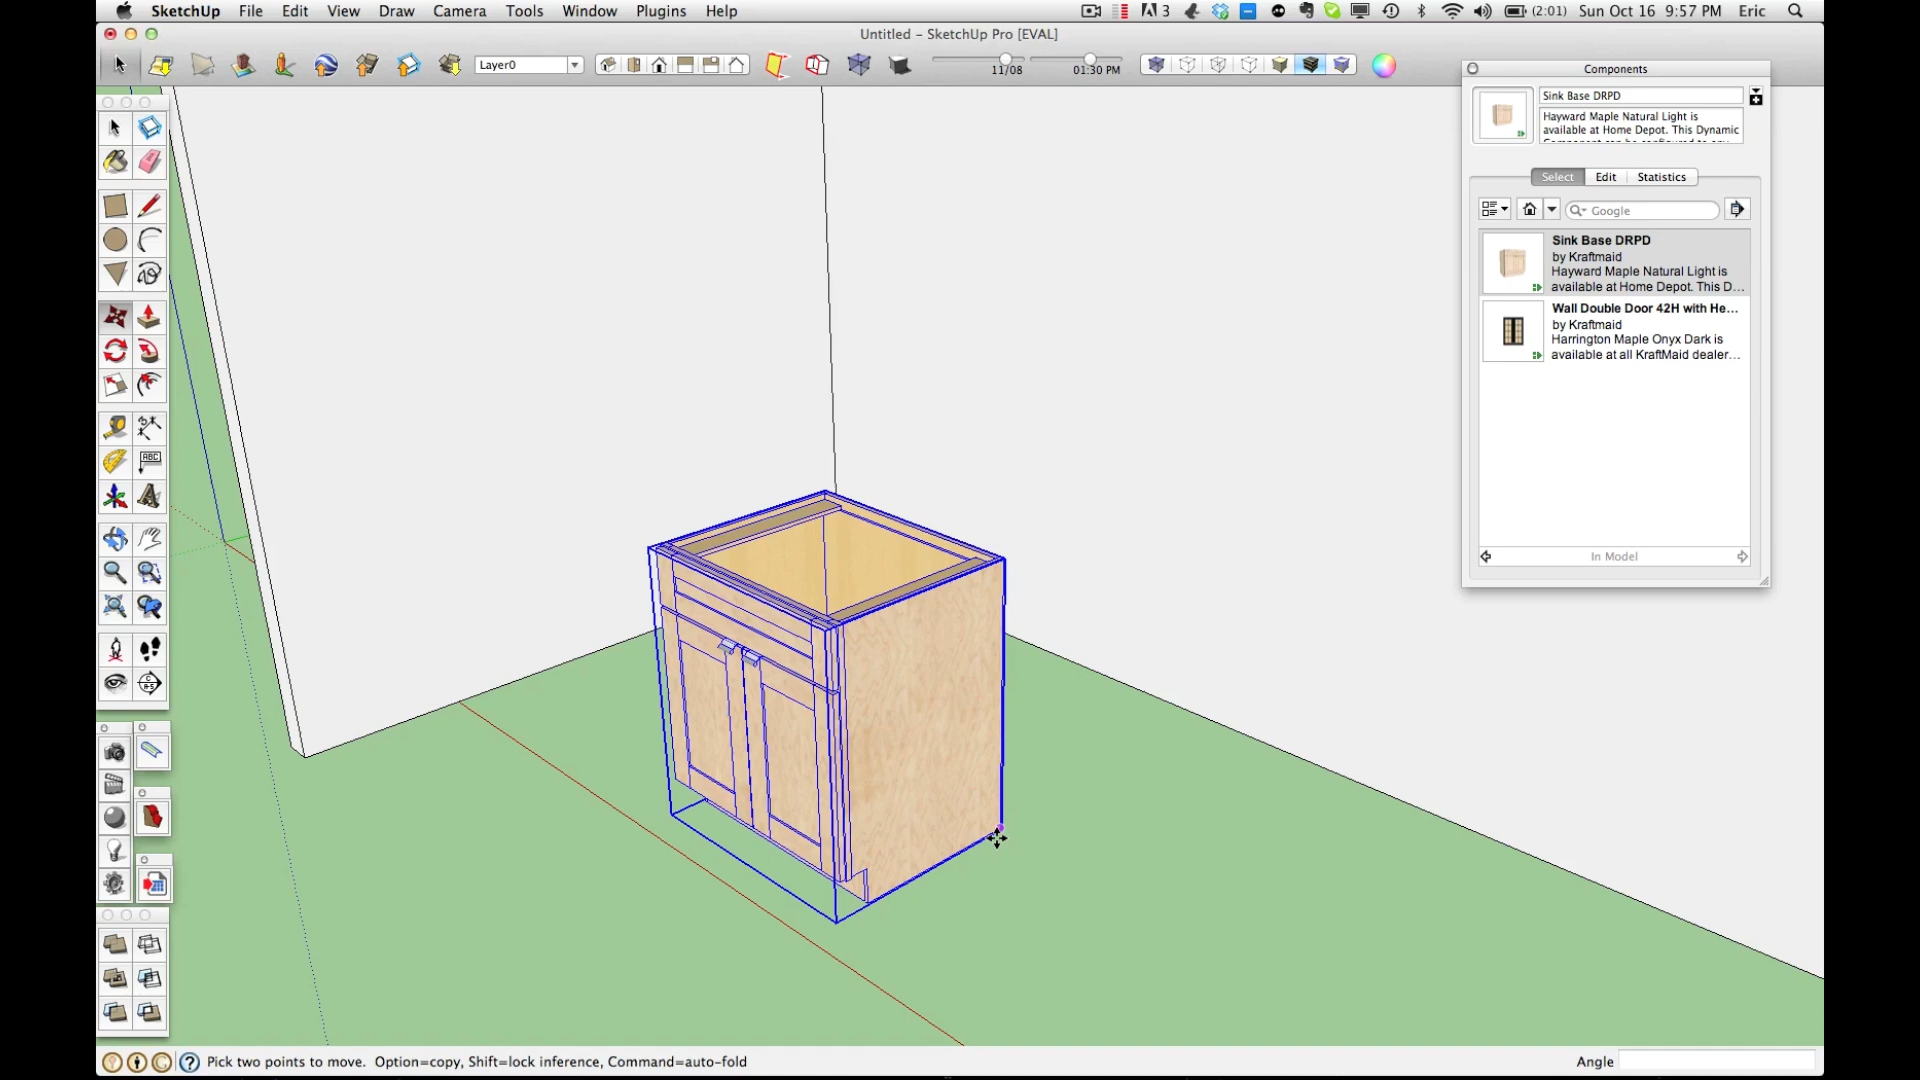 SketchUp File Edit View Draw Camera Tools Window Plugins Help 3 (2:01) Sun Oct 16 9:57 PM Eric
Untitled – SketchUp Pro [EVAL]
Layer0
11/08 01:30 PM
Components
Sink Base DRPD
Hayward Maple Natural Light is
available at Home Depot. This Dynamic
Select Edit Statistics
Google
Sink Base DRPD
by Kraftmaid
Hayward Maple Natural Light is
available at Home Depot. This D...
Wall Double Door 42H with He...
by Kraftmaid
Harrington Maple Onyx Dark is
available at all KraftMaid dealer...
In Model
ABC
Pick two points to move. Option=copy, Shift=lock inference, Command=auto-fold
Angle